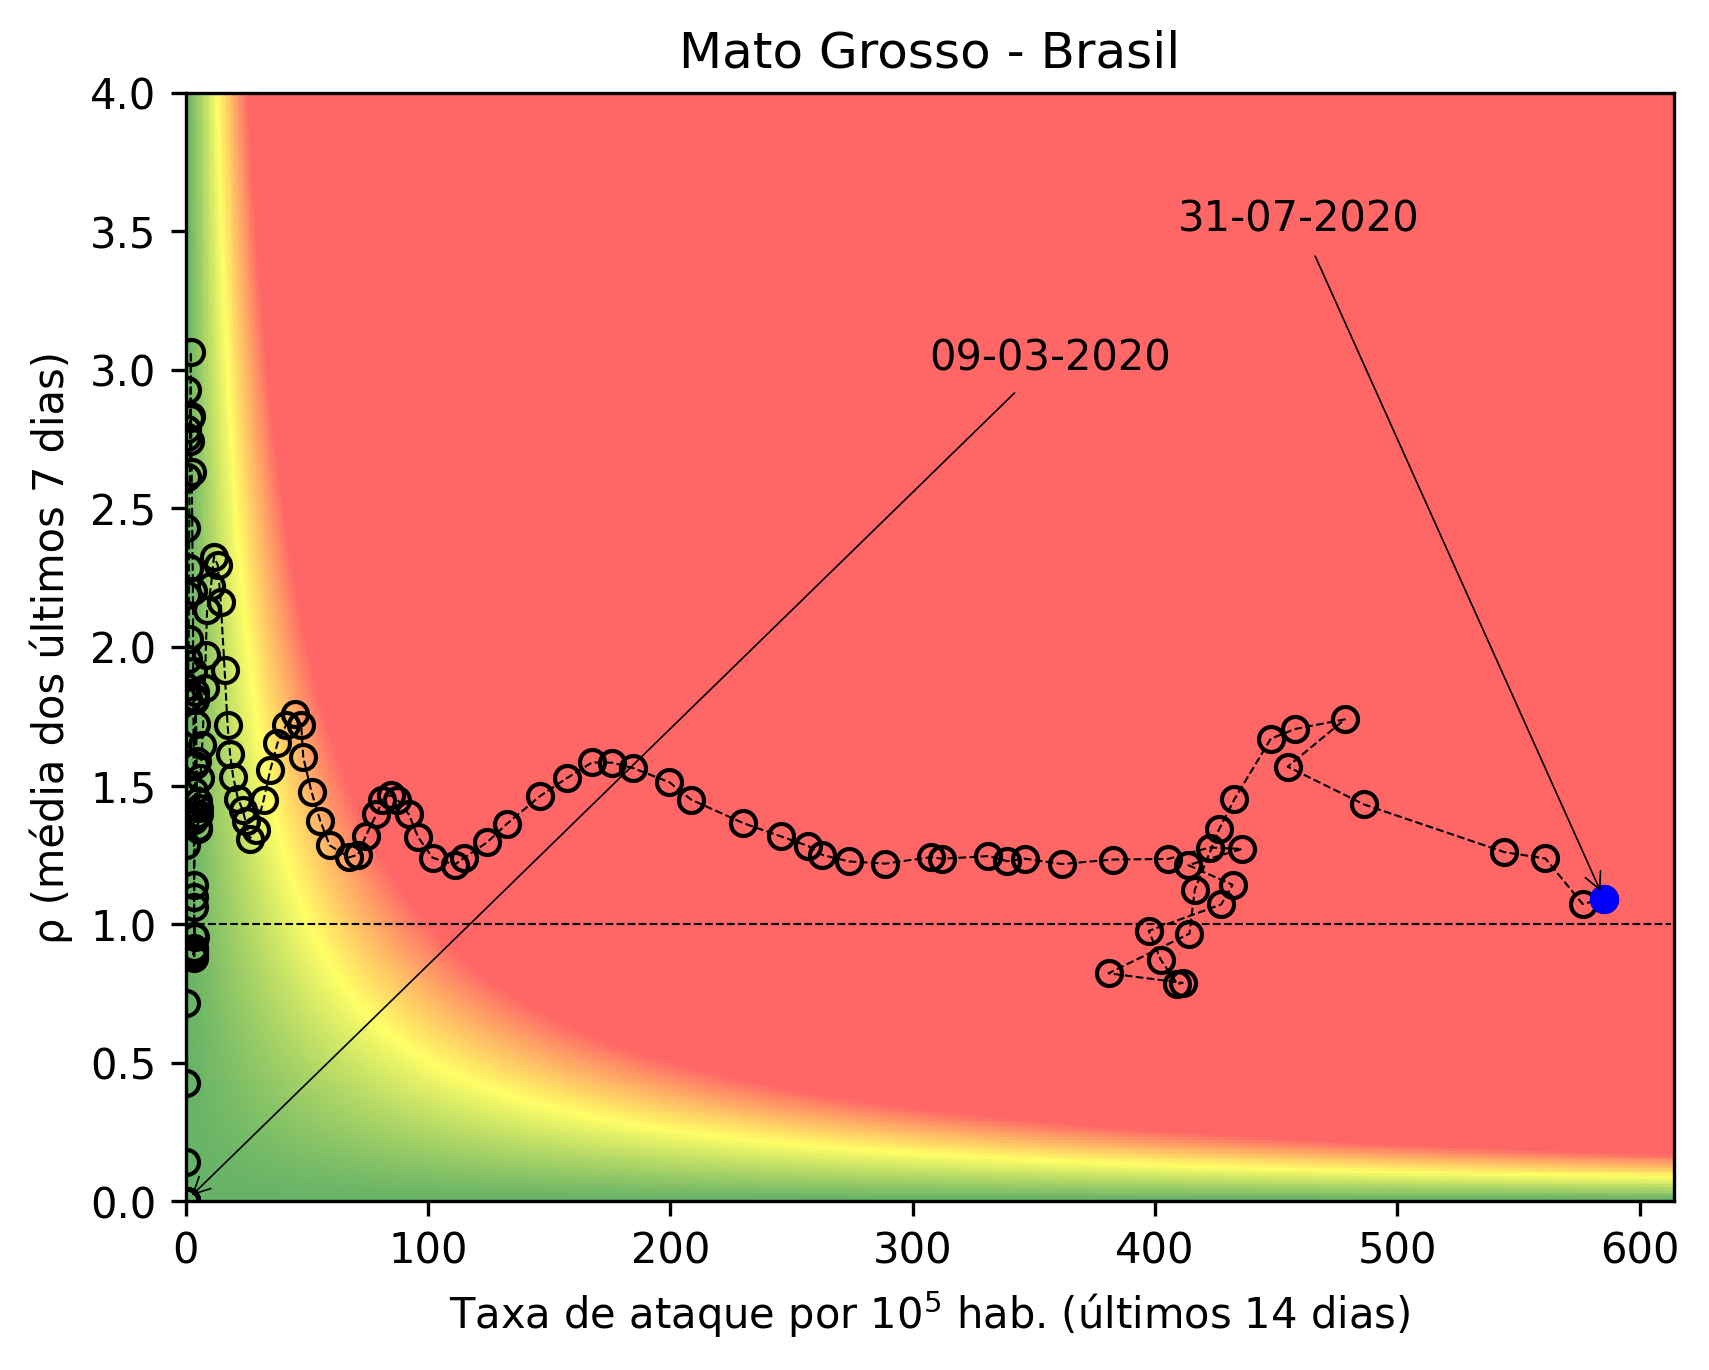 Mato Grosso - Brasil
4.0
3.5
3.0
2.5
2.0
1.5
1.0
0.5
0.0
ρ (média dos últimos 7 dias)
31-07-2020
09-03-2020
0 100 200 300 400 500 600
Taxa de ataque por 10⁵ hab. (últimos 14 dias)